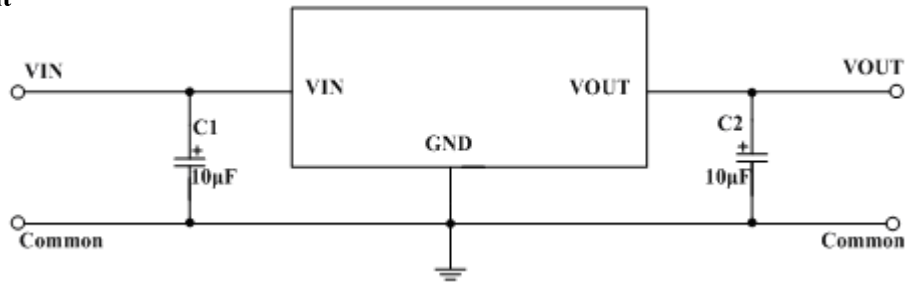 VIN
VOUT
VIN
VOUT
C1
+
10μF
GND
C2
+
10μF
Common
Common